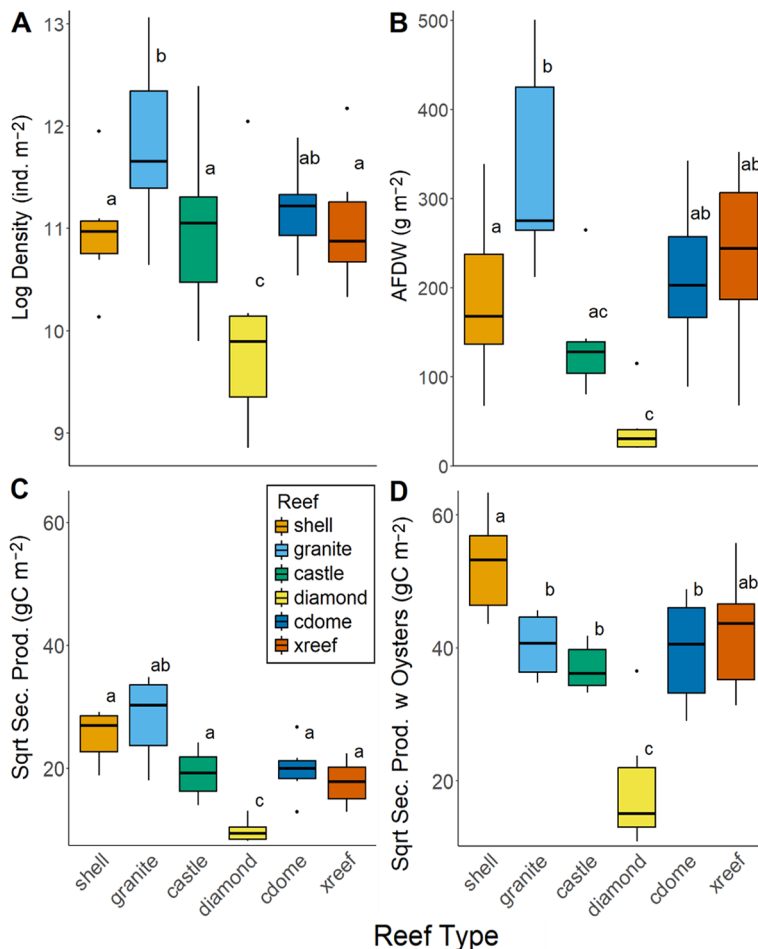 A
Log Density (ind. m⁻²)
13
12
11
10
9
a
b
a
c
ab
a
B
AFDW (g m⁻²)
500
400
300
200
100
0
a
b
ac
c
ab
ab
C
Sqrt Sec. Prod. (gC m⁻²)
60
40
20
a
ab
a
c
a
a
Reef
shell
granite
castle
diamond
cdome
xreef
shell
granite
castle
diamond
cdome
xreef
D
Sqrt Sec. Prod. w Oysters (gC m⁻²)
60
40
20
a
b
b
c
b
ab
shell
granite
castle
diamond
cdome
xreef
Reef Type